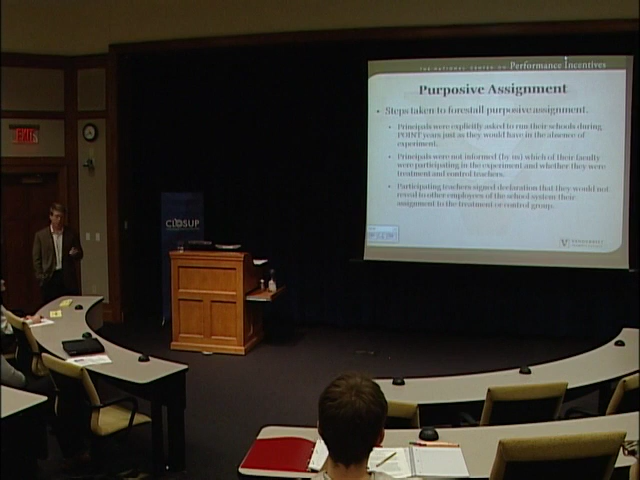 THE NATIONAL CENTER ON Performance Incentives
Purposive Assignment
• Steps taken to forestall purposive assignment.
• Principals were explicitly asked to run their schools during
POINT years just as they would have in the absence of
experiment.
• Principals were not informed (by us) which of their faculty
were participating in the experiment and whether they were
treatment and control teachers.
• Participating teachers signed declaration that they would not
reveal to other employees of the school system their
assignment to the treatment or control group.
VANDERBILT
EXIT
CLOSUP